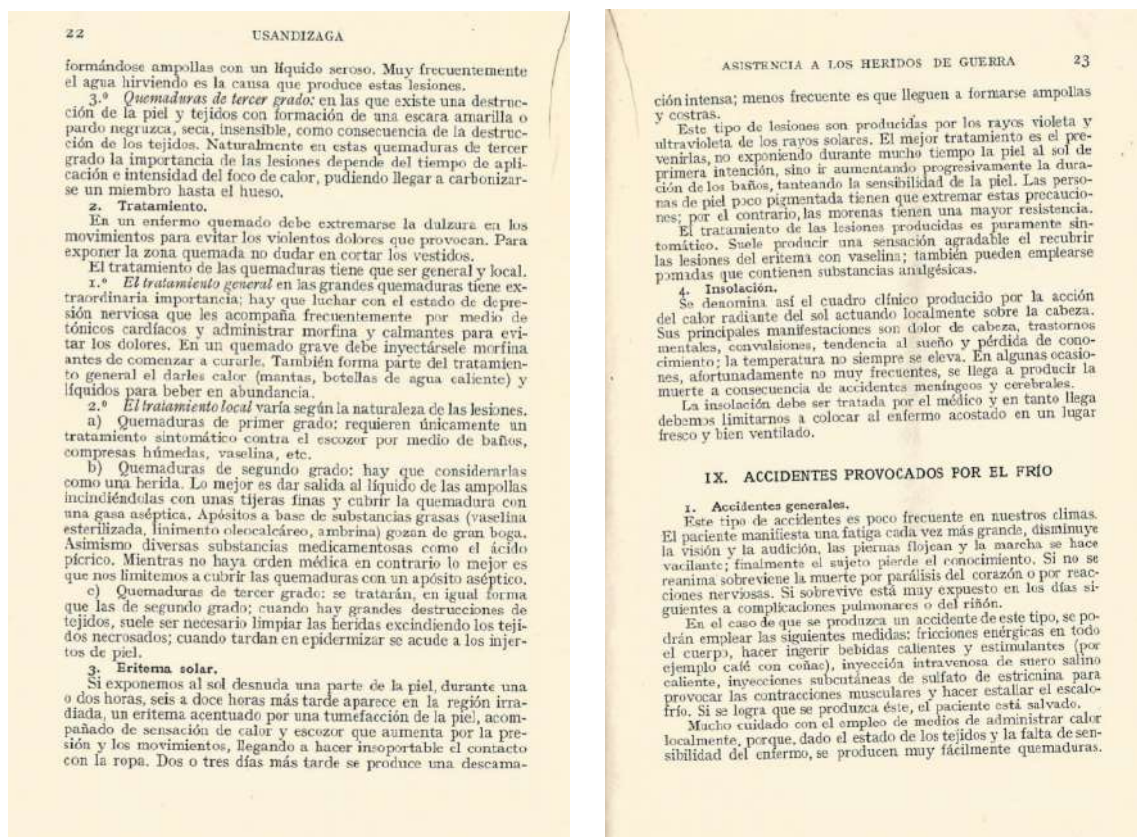 22
USANDIZAGA
formándose ampollas con un líquido seroso. Muy frecuentemente
el agua hirviendo es la causa que produce estas lesiones.
3.º Quemaduras de tercer grado: en las que existe una destruc-
ción de la piel y tejidos con formación de una escara amarilla o
pardo negruzca, seca, insensible, como consecuencia de la destruc-
ción de los tejidos. Naturalmente en estas quemaduras de tercer
grado la importancia de las lesiones depende del tiempo de apli-
cación e intensidad del foco de calor, pudiendo llegar a carbonizar-
se un miembro hasta el hueso.
2. Tratamiento.
En un enfermo quemado debe extremarse la dulzura en los
movimientos para evitar los violentos dolores que provocan. Para
exponer la zona quemada no dudar en cortar los vestidos.
El tratamiento de las quemaduras tiene que ser general y local.
1.º El tratamiento general en las grandes quemaduras tiene ex-
traordinaria importancia; hay que luchar con el estado de depre-
sión nerviosa que les acompaña frecuentemente por medio de
tónicos cardíacos y administrar morfina y calmantes para evi-
tar los dolores. En un quemado grave debe inyectársele morfina
antes de comenzar a curarle. También forma parte del tratamien-
to general el darles calor (mantas, botellas de agua caliente) y
líquidos para beber en abundancia.
2.º El tratamiento local varía según la naturaleza de las lesiones.
a) Quemaduras de primer grado: requieren únicamente un
tratamiento sintomático contra el escozor por medio de baños,
compresas húmedas, vaselina, etc.
b) Quemaduras de segundo grado: hay que considerarlas
como una herida. Lo mejor es dar salida al líquido de las ampollas
incindiéndolas con unas tijeras finas y cubrir la quemadura con
una gasa aséptica. Apósitos a base de substancias grasas (vaselina
esterilizada, linimento oleocalcáreo, ambrina) gozan de gran boga.
Asimismo diversas substancias medicamentosas como el ácido
pícrico. Mientras no haya orden médica en contrario lo mejor es
que nos limitemos a cubrir las quemaduras con un apósito aséptico.
c) Quemaduras de tercer grado: se tratarán, en igual forma
que las de segundo grado; cuando hay grandes destrucciones de
tejidos, suele ser necesario limpiar las heridas excindiendo los teji-
dos necrosados; cuando tardan en epidermizar se acude a los injer-
tos de piel.
3. Eritema solar.
Si exponemos al sol desnuda una parte de la piel, durante una
o dos horas, seis a doce horas más tarde aparece en la región irra-
diada, un eritema acentuado por una tumefacción de la piel, acom-
pañado de sensación de calor y escozor que aumenta por la pre-
sión y los movimientos, llegando a hacer insoportable el contacto
con la ropa. Dos o tres días más tarde se produce una descama-
ASISTENCIA A LOS HERIDOS DE GUERRA
23
ción intensa; menos frecuente es que lleguen a formarse ampollas
y costras.
Este tipo de lesiones son producidas por los rayos violeta y
ultravioleta de los rayos solares. El mejor tratamiento es el pre-
venirlas, no exponiendo durante mucho tiempo la piel al sol de
primera intención, sino ir aumentando progresivamente la dura-
ción de los baños, tanteando la sensibilidad de la piel. Las perso-
nas de piel poco pigmentada tienen que extremar estas precaucio-
nes; por el contrario, las morenas tienen una mayor resistencia.
El tratamiento de las lesiones producidas es puramente sin-
tomático. Suele producir una sensación agradable el recubrir
las lesiones del eritema con vaselina; también pueden emplearse
pomadas que contienen substancias analgésicas.
4. Insolación.
Se denomina así el cuadro clínico producido por la acción
del calor radiante del sol actuando localmente sobre la cabeza.
Sus principales manifestaciones son dolor de cabeza, trastornos
mentales, convulsiones, tendencia al sueño y pérdida de cono-
cimiento; la temperatura no siempre se eleva. En algunas ocasio-
nes, afortunadamente no muy frecuentes, se llega a producir la
muerte a consecuencia de accidentes meníngeos y cerebrales.
La insolación debe ser tratada por el médico y en tanto llega
debemos limitarnos a colocar al enfermo acostado en un lugar
fresco y bien ventilado.
IX. ACCIDENTES PROVOCADOS POR EL FRÍO
1. Accidentes generales.
Este tipo de accidentes es poco frecuente en nuestros climas.
El paciente manifiesta una fatiga cada vez más grande, disminuye
la visión y la audición, las piernas flojean y la marcha se hace
vacilante; finalmente el sujeto pierde el conocimiento. Si no se
reanima sobreviene la muerte por parálisis del corazón o por reac-
ciones nerviosas. Si sobrevive está muy expuesto en los días si-
guientes a complicaciones pulmonares o del riñón.
En el caso de que se produzca un accidente de este tipo, se po-
drán emplear las siguientes medidas: fricciones enérgicas en todo
el cuerpo, hacer ingerir bebidas calientes y estimulantes (por
ejemplo café con coñac), inyección intravenosa de suero salino
caliente, inyecciones subcutáneas de sulfato de estricnina para
provocar las contracciones musculares y hacer estallar el escalo-
frío. Si se logra que se produzca éste, el paciente está salvado.
Mucho cuidado con el empleo de medios de administrar calor
localmente, porque, dado el estado de los tejidos y la falta de sen-
sibilidad del enfermo, se producen muy fácilmente quemaduras.